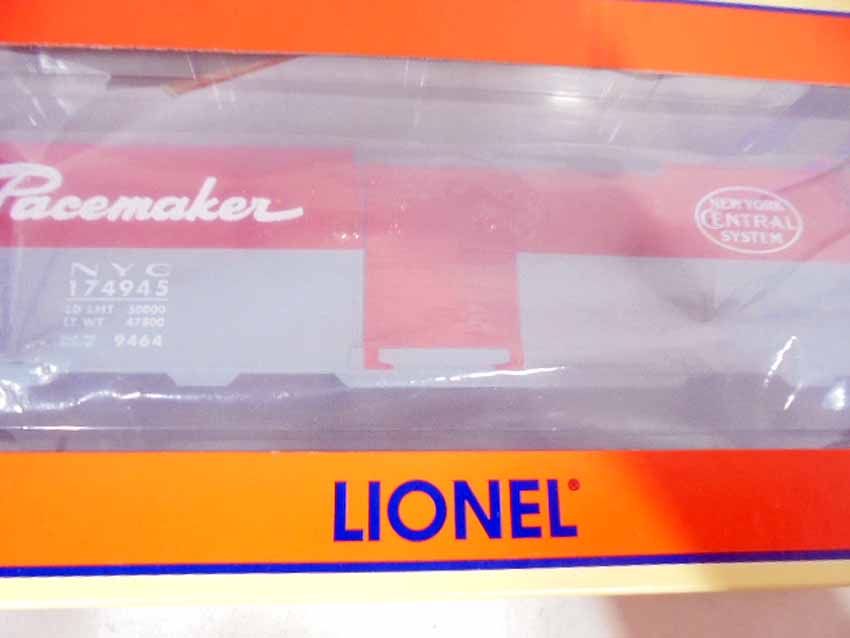 Pacemaker
NEW YORK
CENTRAL
SYSTEM
NYC
174945
LD LMT 50000
LT WT 47800
9464
LIONEL®